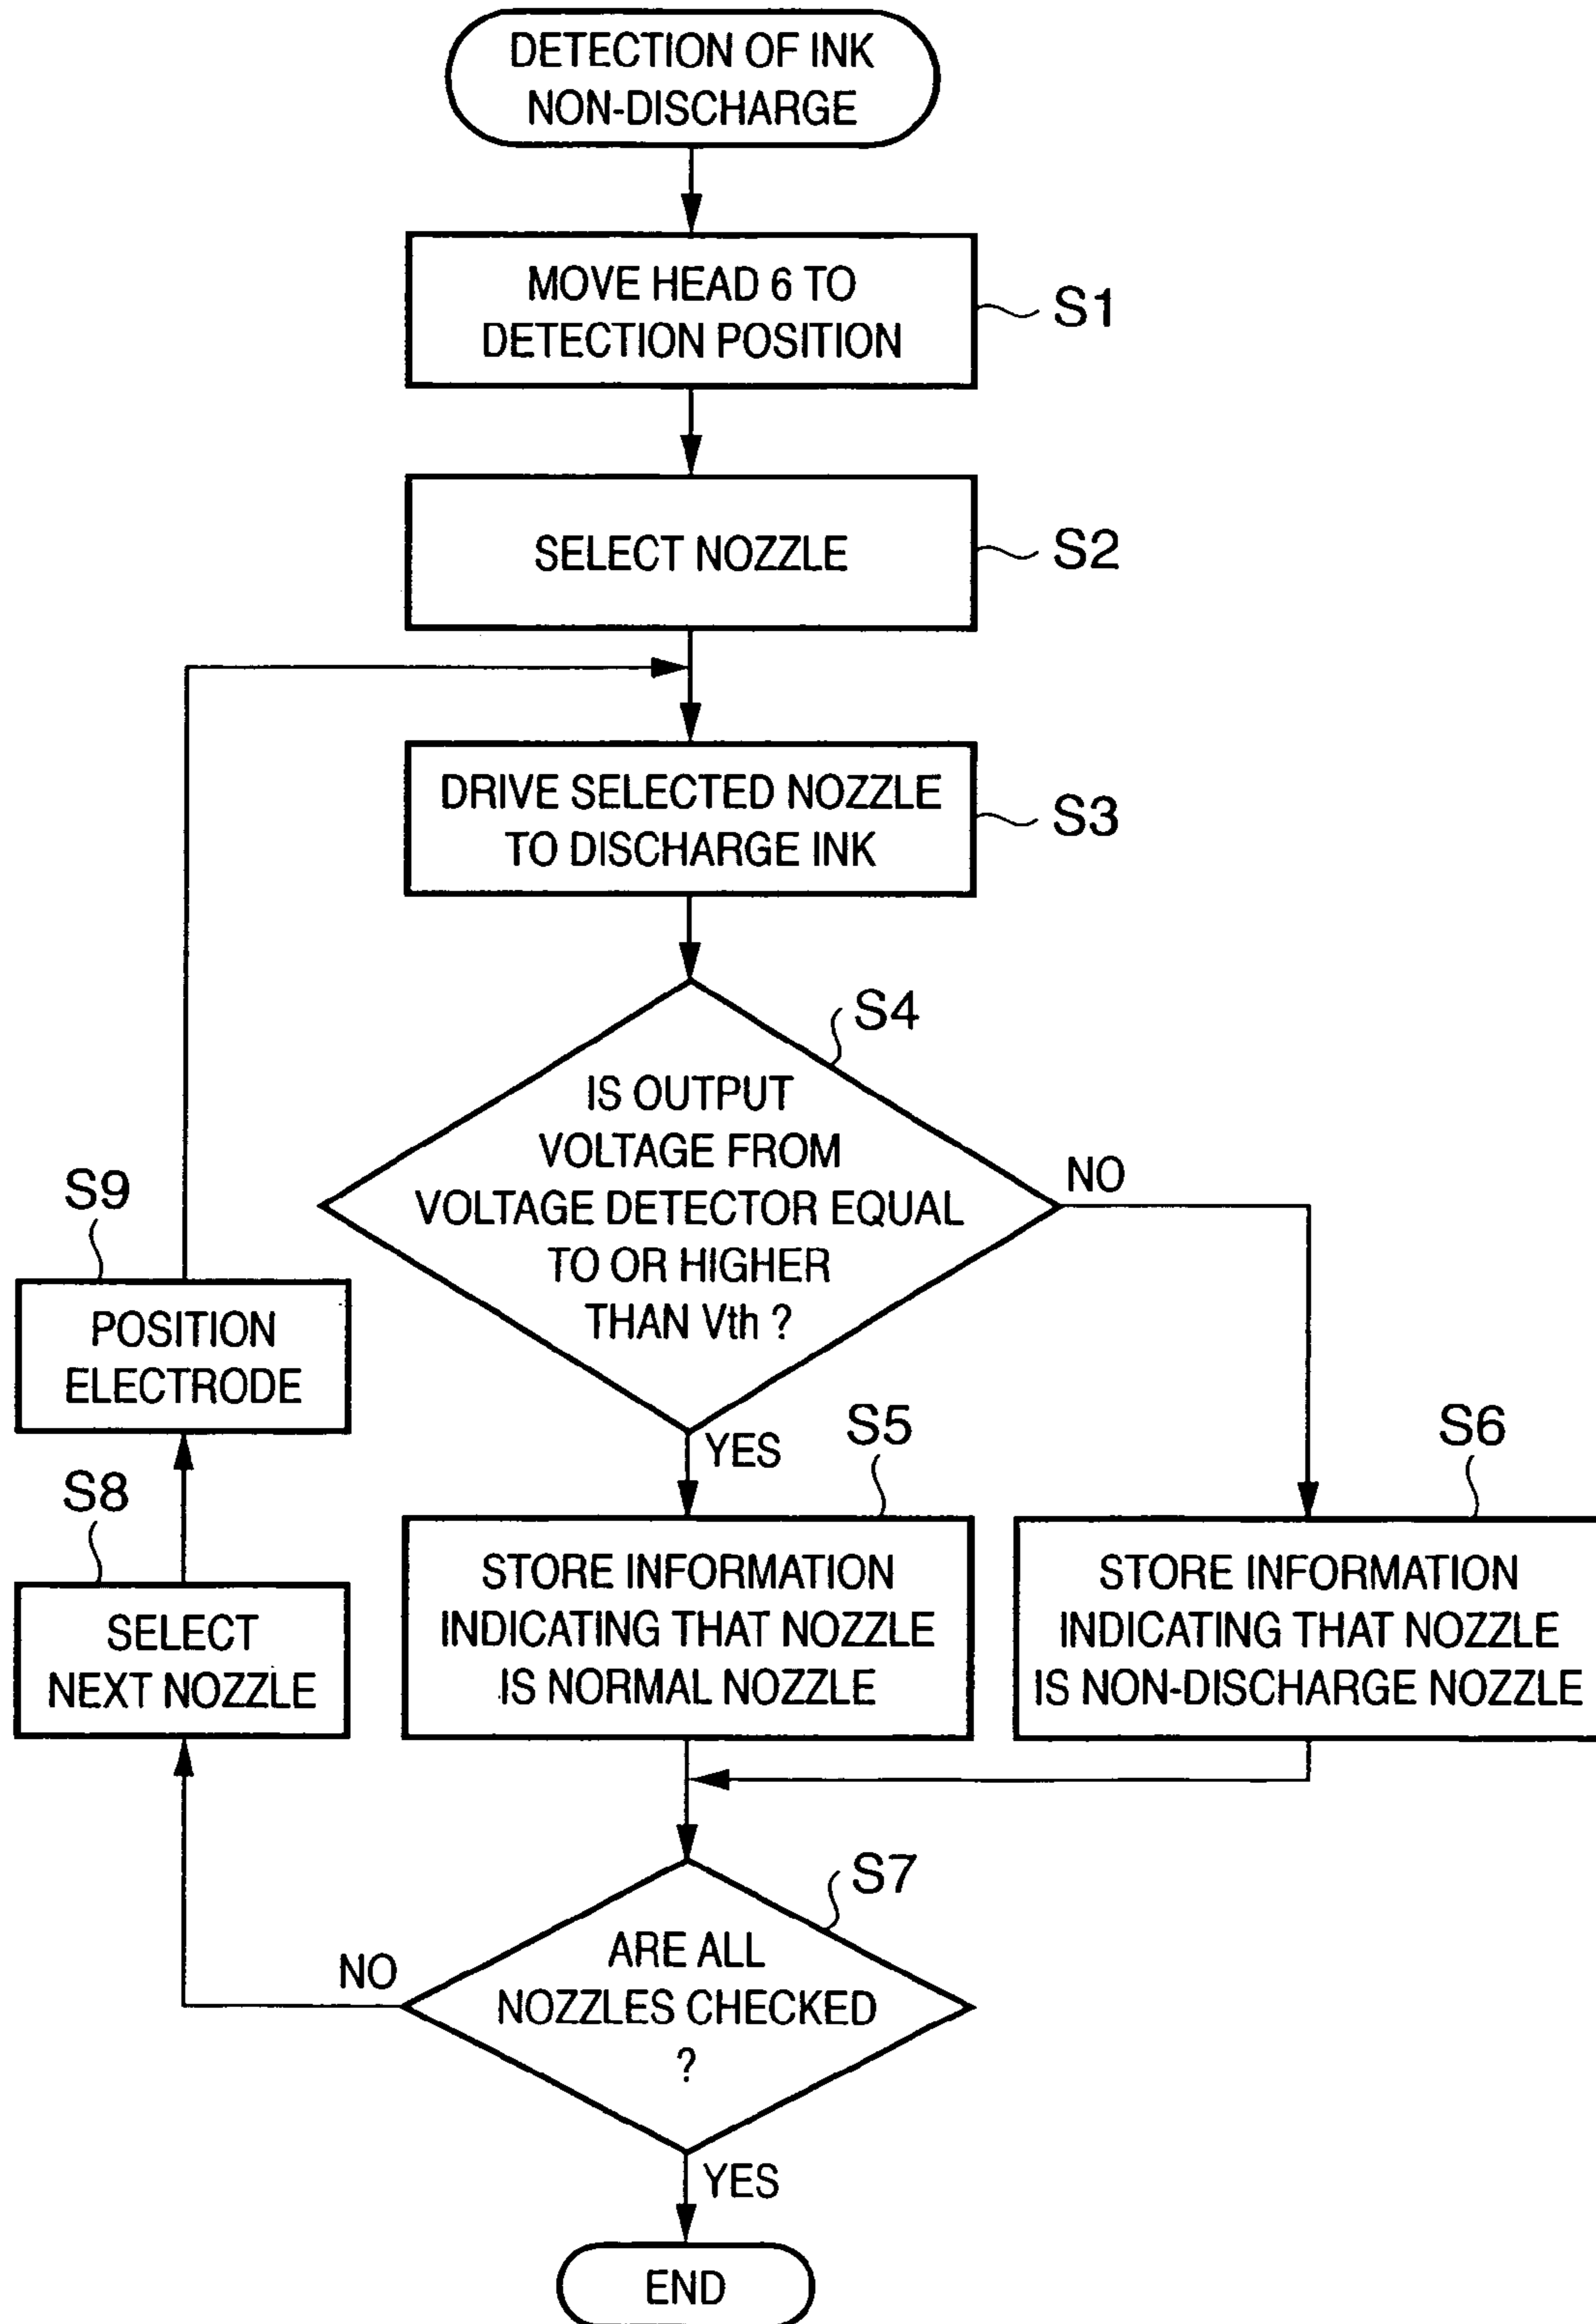 DETECTION OF INK
NON-DISCHARGE
MOVE HEAD 6 TO
DETECTION POSITION
S1
SELECT NOZZLE
S2
DRIVE SELECTED NOZZLE
TO DISCHARGE INK
S3
S4
IS OUTPUT
VOLTAGE FROM
VOLTAGE DETECTOR EQUAL
TO OR HIGHER
THAN Vth ?
NO
YES
S5
STORE INFORMATION
INDICATING THAT NOZZLE
IS NORMAL NOZZLE
S6
STORE INFORMATION
INDICATING THAT NOZZLE
IS NON-DISCHARGE NOZZLE
S7
ARE ALL
NOZZLES CHECKED
?
NO
YES
S8
SELECT
NEXT NOZZLE
S9
POSITION
ELECTRODE
END